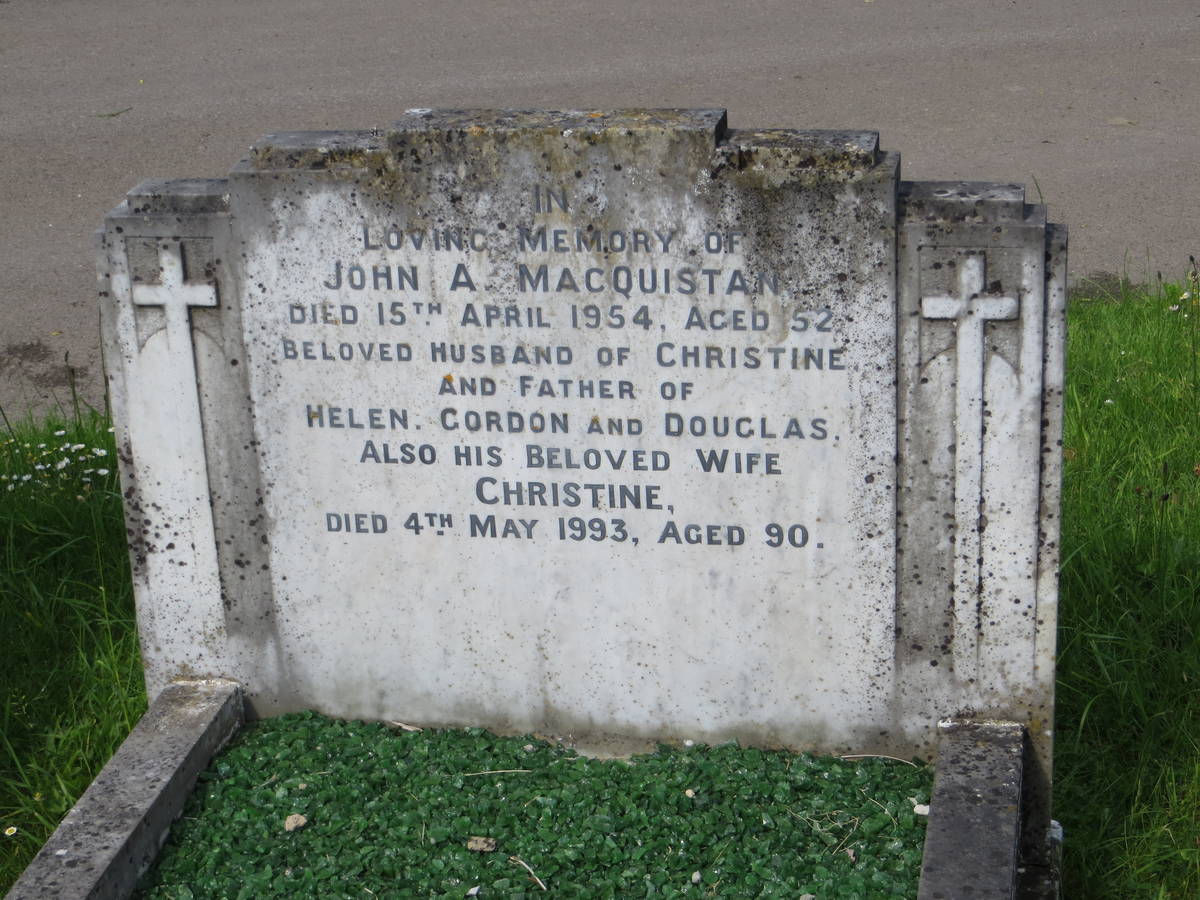 IN
LOVING MEMORY OF
JOHN A. MACQUISTAN,
DIED 15TH APRIL 1954, AGED 52
BELOVED HUSBAND OF CHRISTINE
AND FATHER OF
HELEN, GORDON AND DOUGLAS.
ALSO HIS BELOVED WIFE
CHRISTINE,
DIED 4TH MAY 1993, AGED 90.